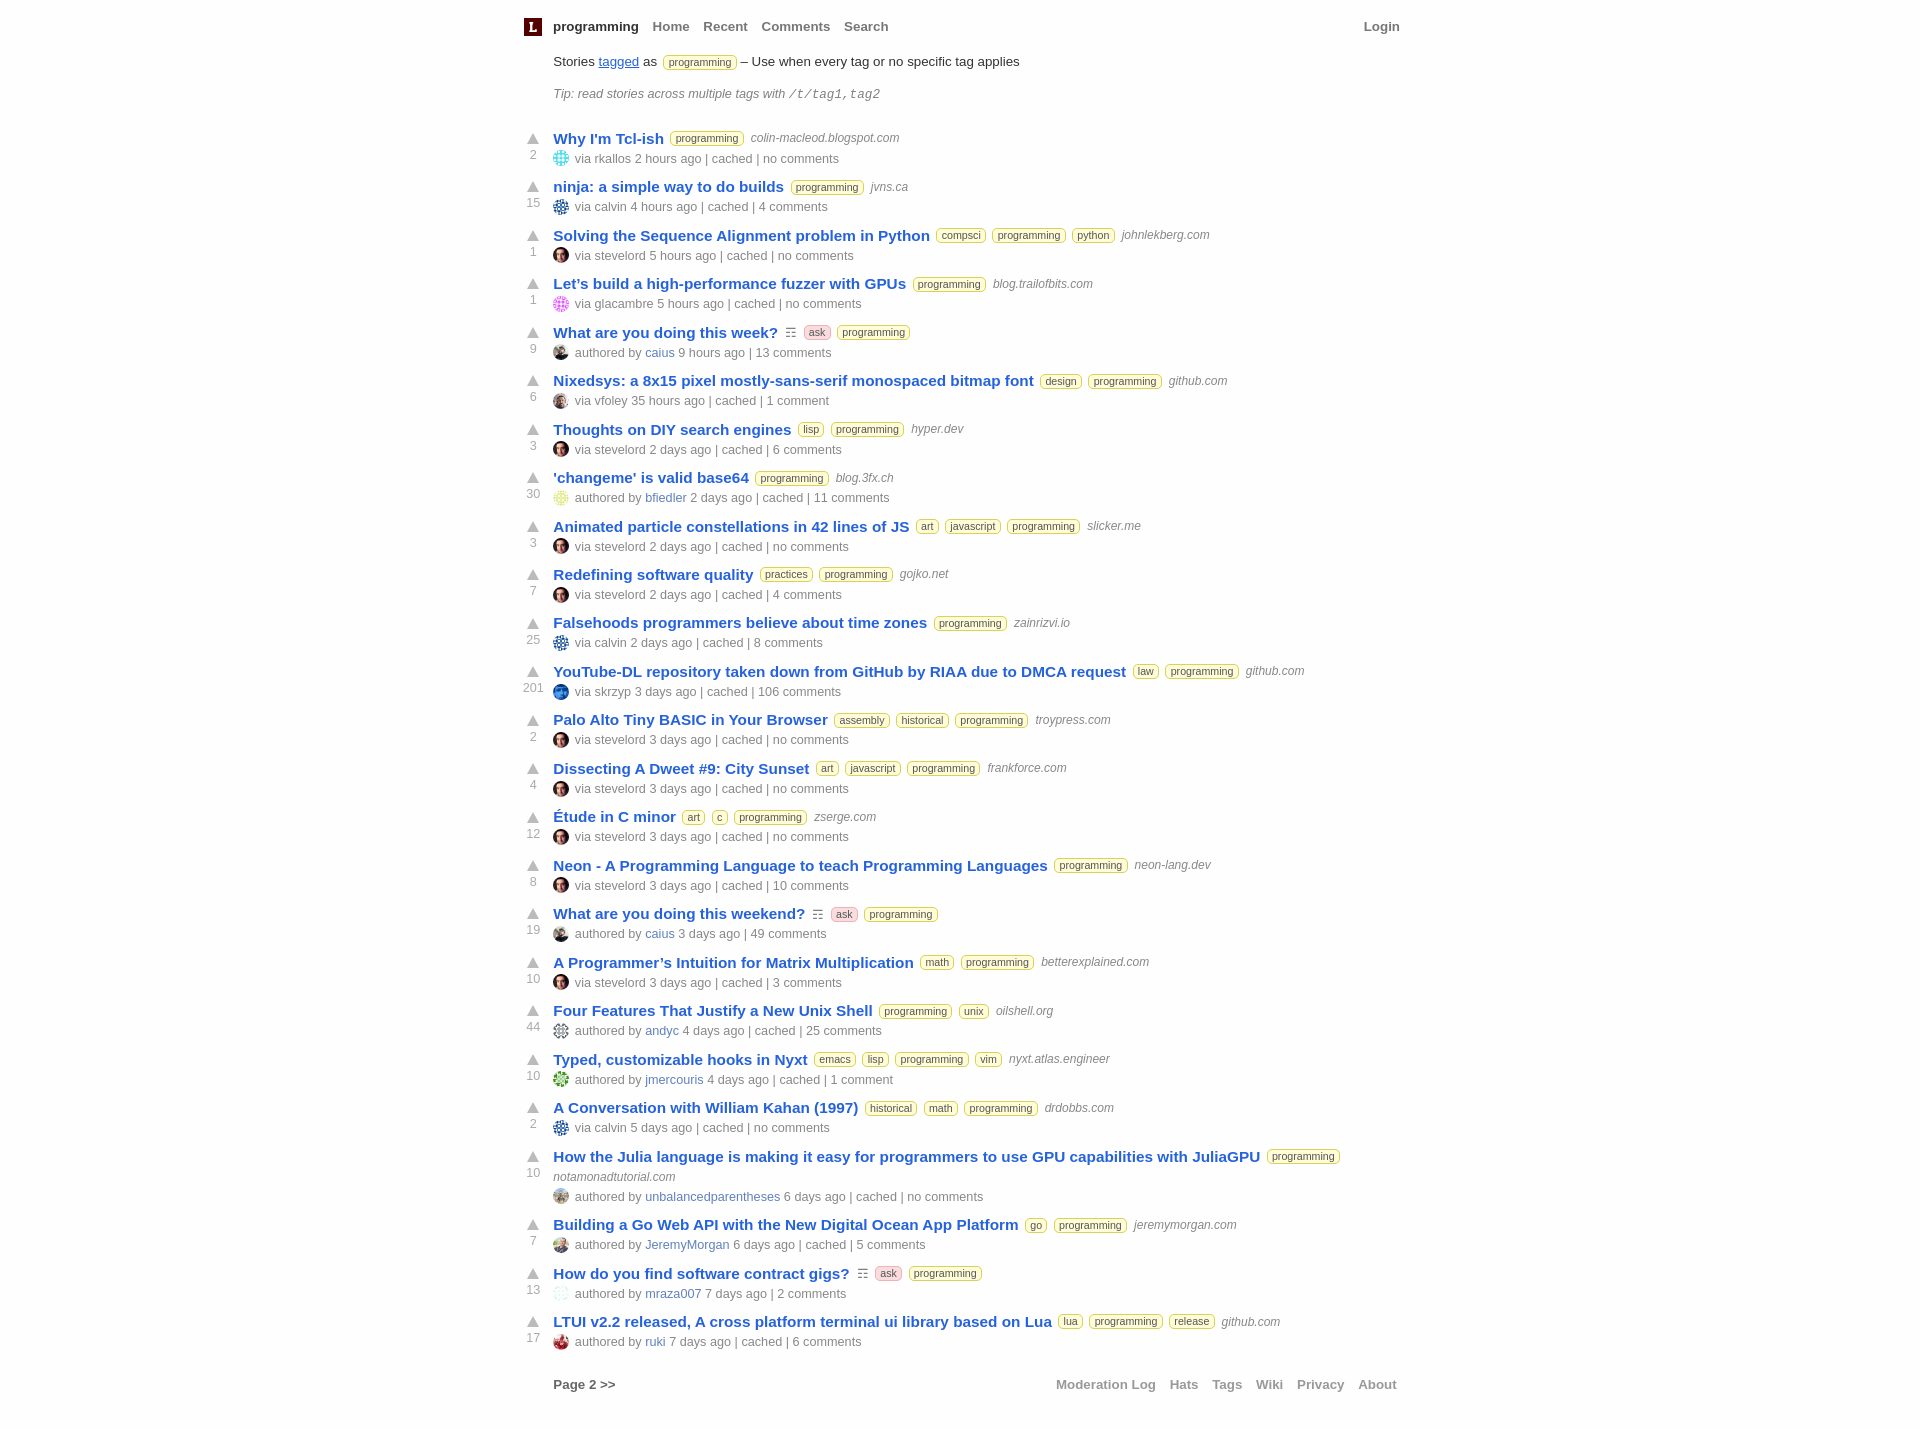 L programming Home Recent Comments Search Login
Stories tagged as programming – Use when every tag or no specific tag applies
Tip: read stories across multiple tags with /t/tag1,tag2
Why I'm Tcl-ish programming colin-macleod.blogspot.com
2 via rkallos 2 hours ago | cached | no comments
ninja: a simple way to do builds programming jvns.ca
15 via calvin 4 hours ago | cached | 4 comments
Solving the Sequence Alignment problem in Python compsci programming python johnlekberg.com
1 via stevelord 5 hours ago | cached | no comments
Let’s build a high-performance fuzzer with GPUs programming blog.trailofbits.com
1 via glacambre 5 hours ago | cached | no comments
What are you doing this week? ☶ ask programming
9 authored by caius 9 hours ago | 13 comments
Nixedsys: a 8x15 pixel mostly-sans-serif monospaced bitmap font design programming github.com
6 via vfoley 35 hours ago | cached | 1 comment
Thoughts on DIY search engines lisp programming hyper.dev
3 via stevelord 2 days ago | cached | 6 comments
'changeme' is valid base64 programming blog.3fx.ch
30 authored by bfiedler 2 days ago | cached | 11 comments
Animated particle constellations in 42 lines of JS art javascript programming slicker.me
3 via stevelord 2 days ago | cached | no comments
Redefining software quality practices programming gojko.net
7 via stevelord 2 days ago | cached | 4 comments
Falsehoods programmers believe about time zones programming zainrizvi.io
25 via calvin 2 days ago | cached | 8 comments
YouTube-DL repository taken down from GitHub by RIAA due to DMCA request law programming github.com
201 via skrzyp 3 days ago | cached | 106 comments
Palo Alto Tiny BASIC in Your Browser assembly historical programming troypress.com
2 via stevelord 3 days ago | cached | no comments
Dissecting A Dweet #9: City Sunset art javascript programming frankforce.com
4 via stevelord 3 days ago | cached | no comments
Étude in C minor art c programming zserge.com
12 via stevelord 3 days ago | cached | no comments
Neon - A Programming Language to teach Programming Languages programming neon-lang.dev
8 via stevelord 3 days ago | cached | 10 comments
What are you doing this weekend? ☶ ask programming
19 authored by caius 3 days ago | 49 comments
A Programmer’s Intuition for Matrix Multiplication math programming betterexplained.com
10 via stevelord 3 days ago | cached | 3 comments
Four Features That Justify a New Unix Shell programming unix oilshell.org
44 authored by andyc 4 days ago | cached | 25 comments
Typed, customizable hooks in Nyxt emacs lisp programming vim nyxt.atlas.engineer
10 authored by jmercouris 4 days ago | cached | 1 comment
A Conversation with William Kahan (1997) historical math programming drdobbs.com
2 via calvin 5 days ago | cached | no comments
How the Julia language is making it easy for programmers to use GPU capabilities with JuliaGPU programming
10 notamonadtutorial.com
authored by unbalancedparentheses 6 days ago | cached | no comments
Building a Go Web API with the New Digital Ocean App Platform go programming jeremymorgan.com
7 authored by JeremyMorgan 6 days ago | cached | 5 comments
How do you find software contract gigs? ☶ ask programming
13 authored by mraza007 7 days ago | 2 comments
LTUI v2.2 released, A cross platform terminal ui library based on Lua lua programming release github.com
17 authored by ruki 7 days ago | cached | 6 comments
Page 2 >> Moderation Log Hats Tags Wiki Privacy About